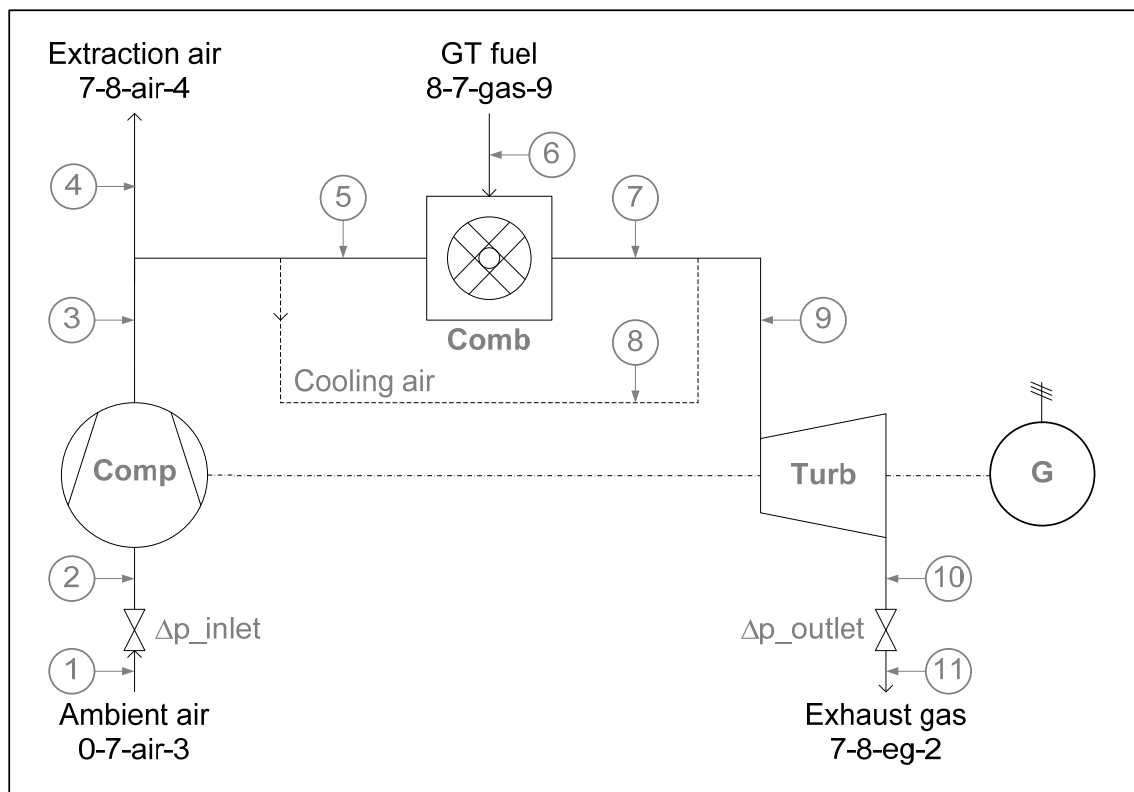 Extraction air
7-8-air-4
GT fuel
8-7-gas-9
6
4
5
7
3
Comb
8
9
Cooling air
Comp
Turb
G
2
10
Δp_inlet
Δp_outlet
1
11
Ambient air
0-7-air-3
Exhaust gas
7-8-eg-2